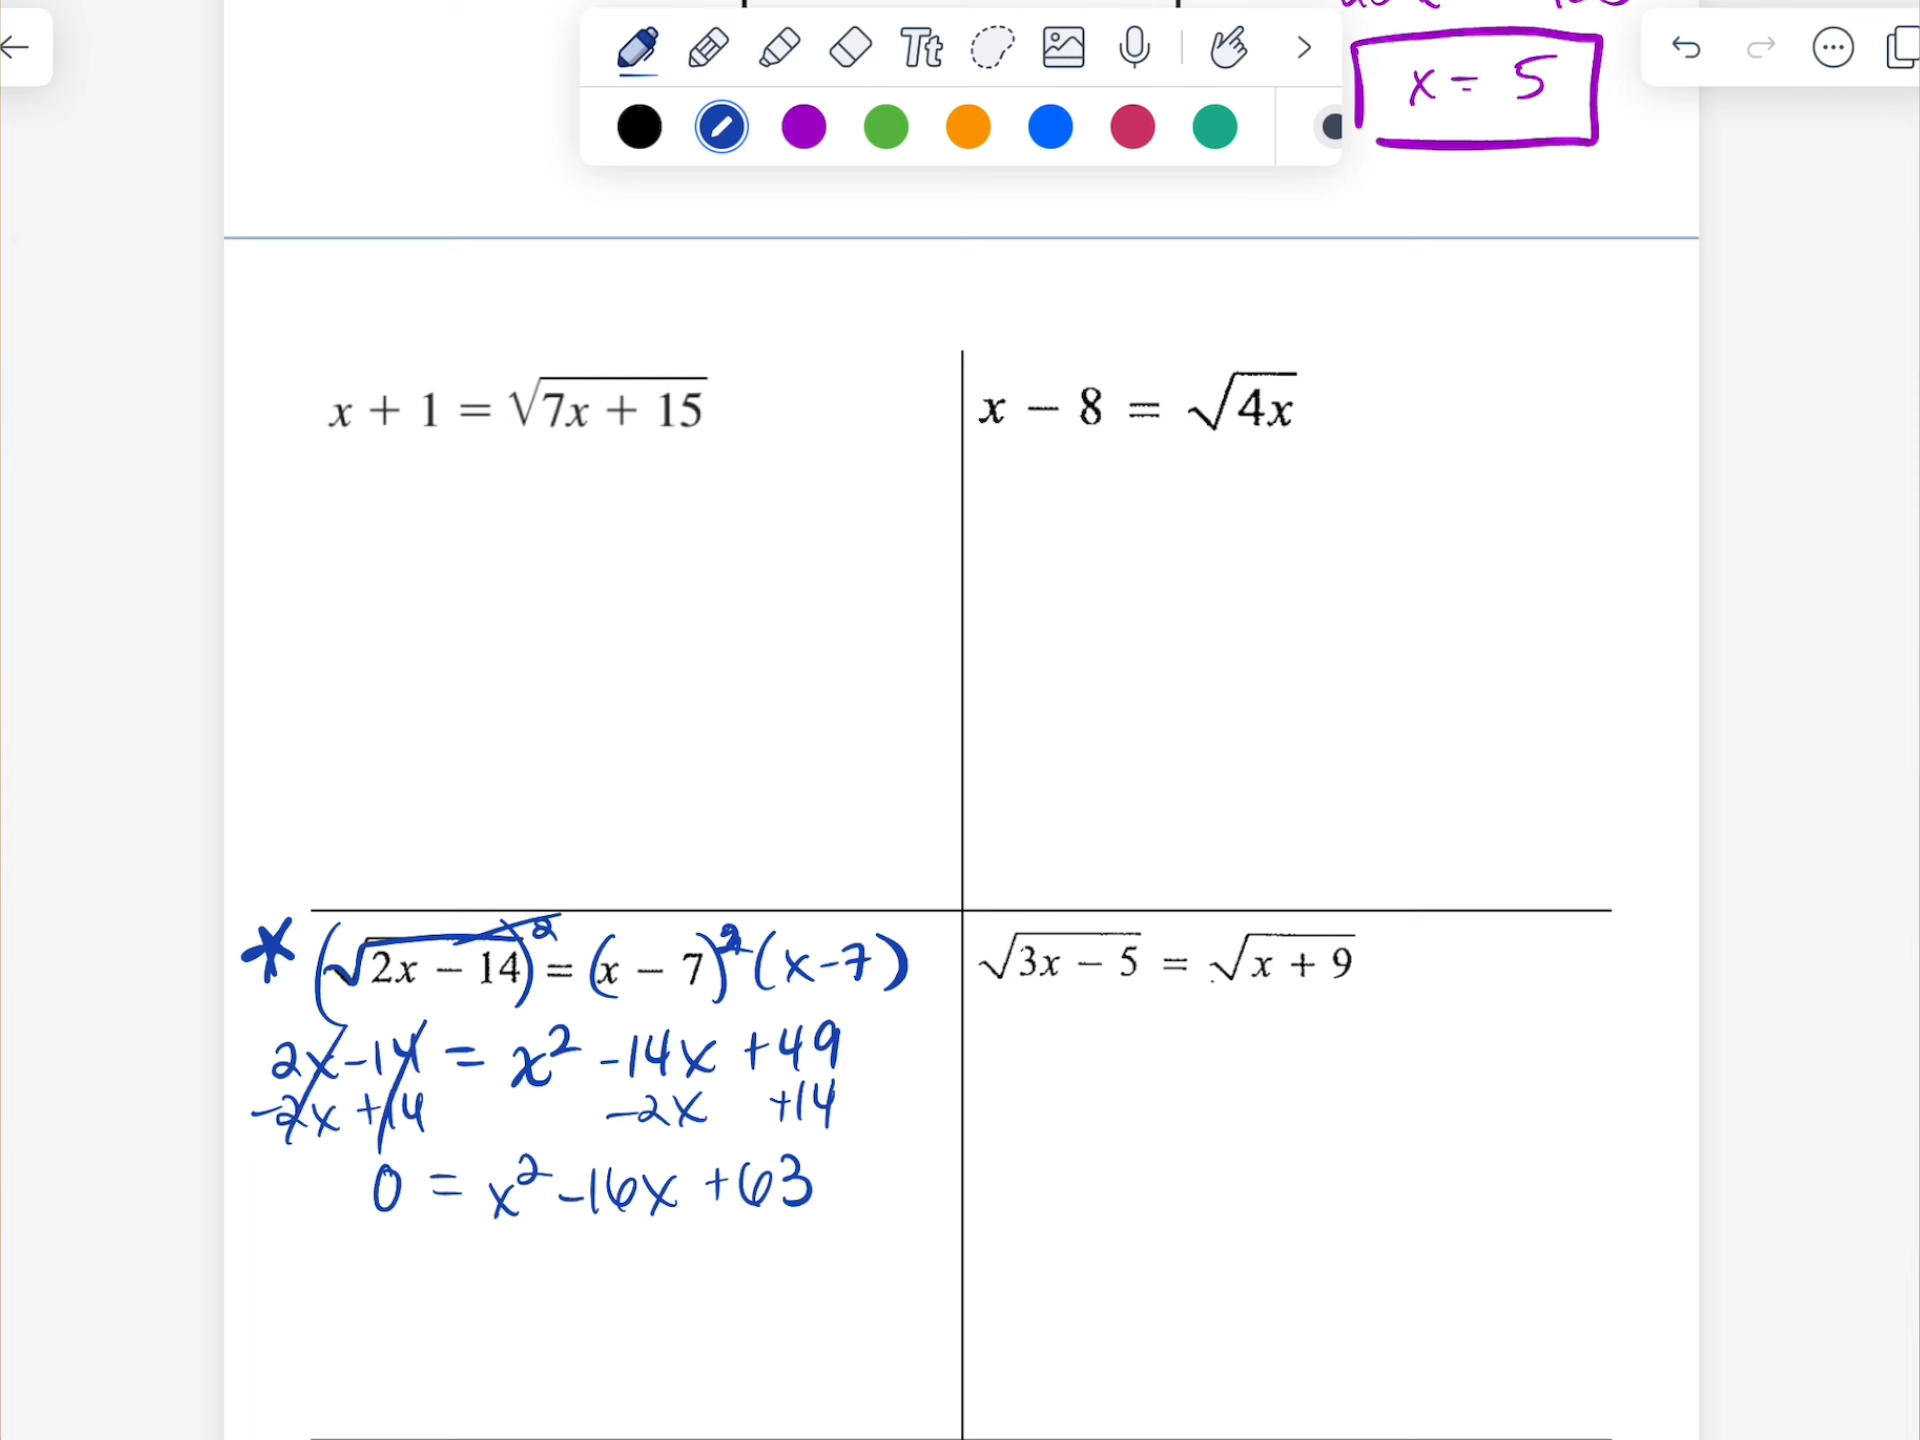 Tt
x = 5
x + 1 = √7x + 15
x − 8 = √4x
* (√2x − 14)² = (x − 7)² (x-7)
2x-14 = x² -14x +49
-2x +14 -2x +14
0 = x² -16x +63
√3x − 5 = √x + 9